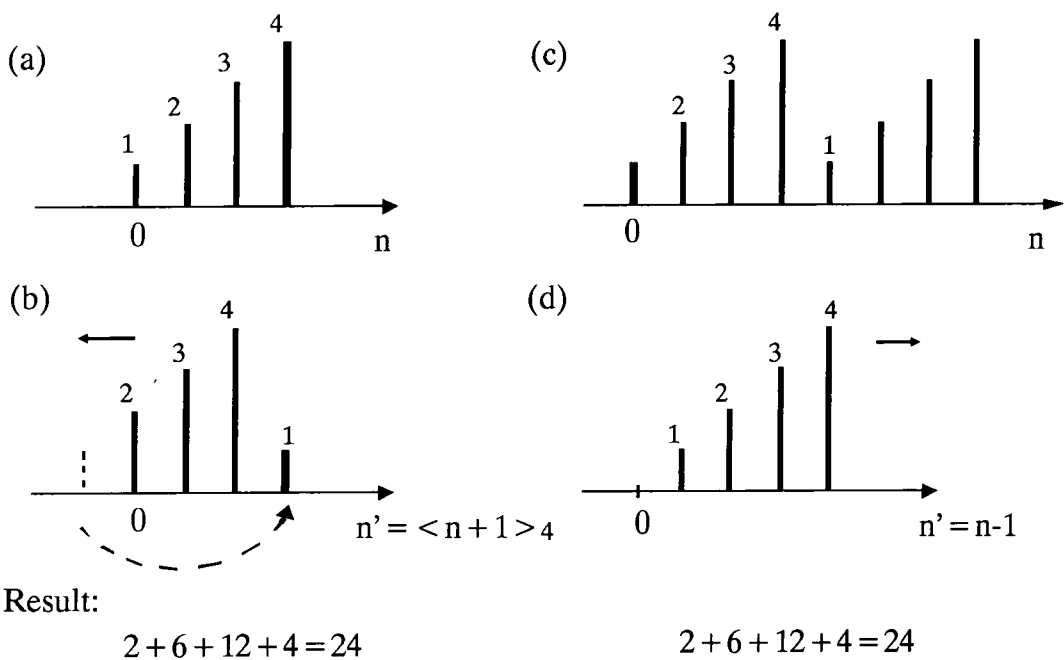 (a)
1
2
3
4
0
n
(c)
2
3
4
1
0
n
(b)
2
3
4
1
0
n' = < n + 1 > 4
(d)
1
2
3
4
0
n' = n-1
Result:
2 + 6 + 12 + 4 = 24
2 + 6 + 12 + 4 = 24